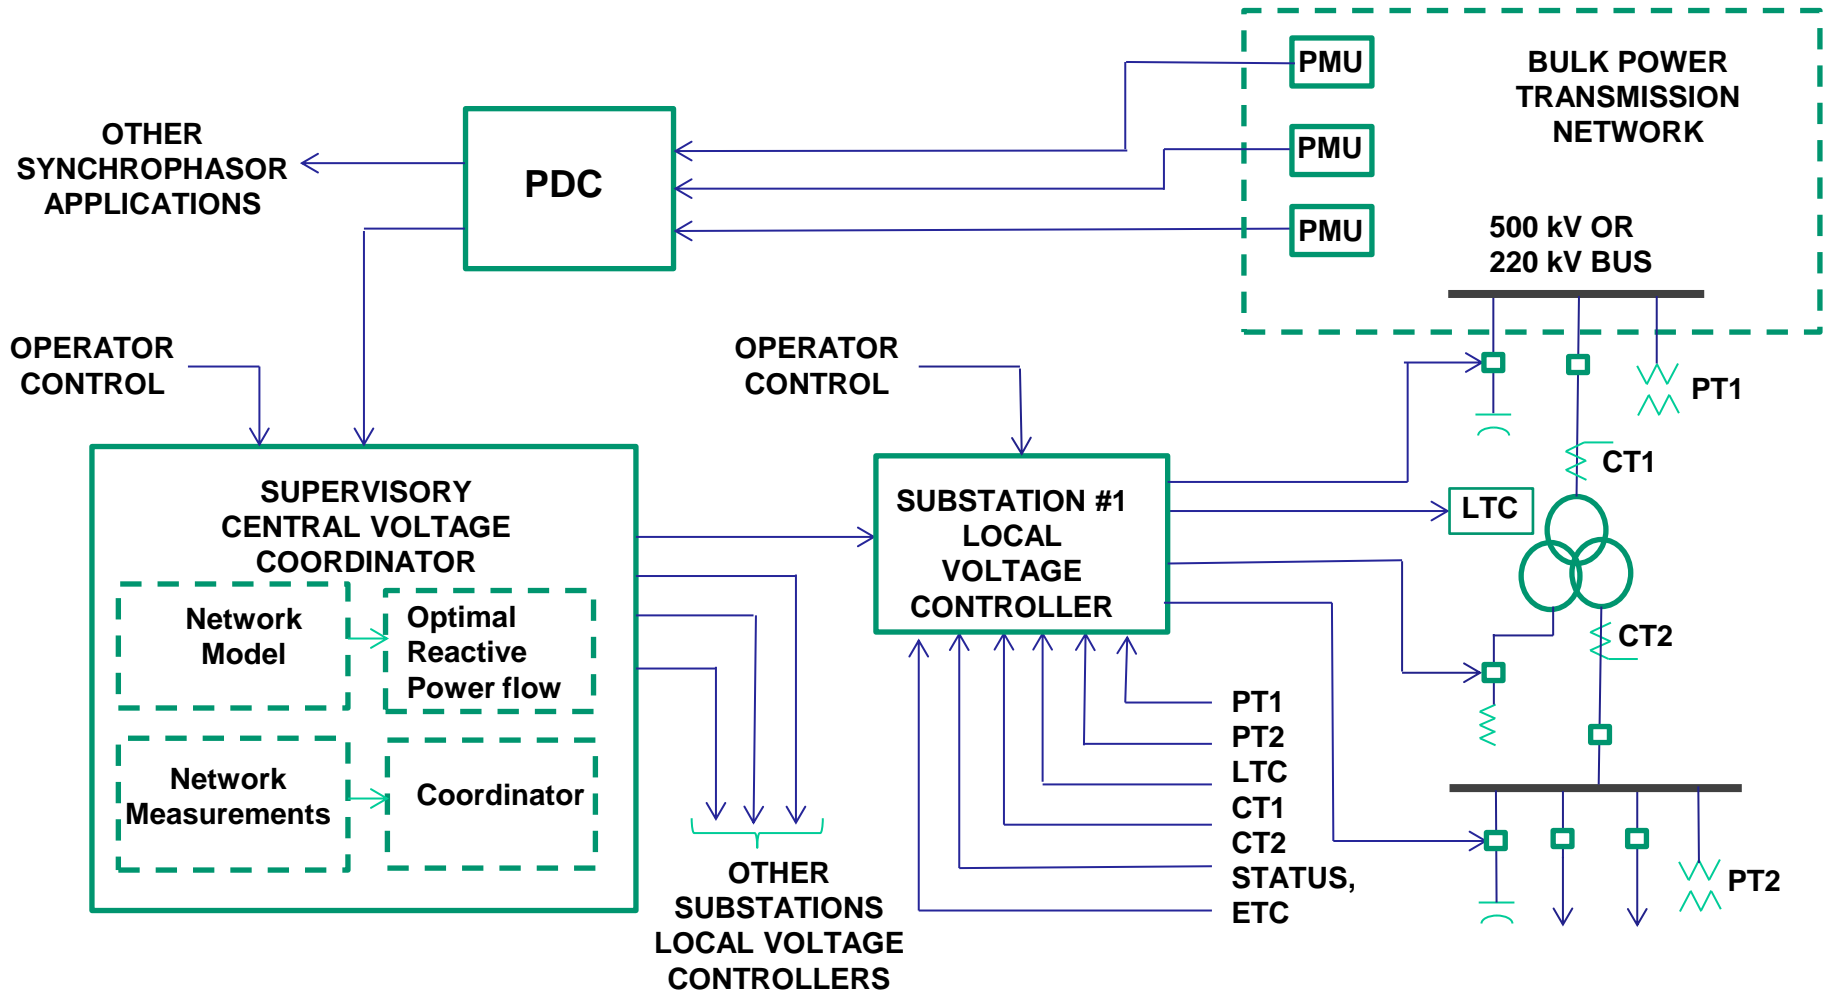 PMU
PMU
PMU
BULK POWER
TRANSMISSION
NETWORK
500 kV OR
220 kV BUS
OTHER
SYNCHROPHASOR
APPLICATIONS
PDC
OPERATOR
CONTROL
OPERATOR
CONTROL
PT1
CT1
LTC
CT2
PT2
SUPERVISORY
CENTRAL VOLTAGE
COORDINATOR
Network
Model
Optimal
Reactive
Power flow
Network
Measurements
Coordinator
SUBSTATION #1
LOCAL
VOLTAGE
CONTROLLER
PT1
PT2
LTC
CT1
CT2
STATUS,
ETC
OTHER
SUBSTATIONS
LOCAL VOLTAGE
CONTROLLERS